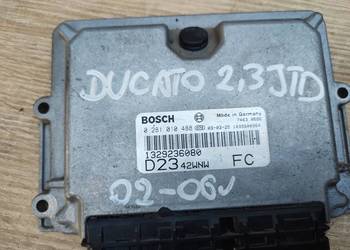 DUCATO 2,3 JTD
BOSCH Made in Germany
0 281 010 488
1329236080
D23 42WNW FC
02-06r